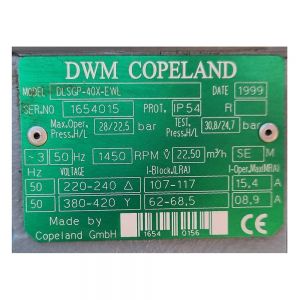 DWM COPELAND
MODEL DLSGP-40X-EWL DATE 1999
SER.NO 1654015 PROT. IP54 R
Max.Oper. Press.H/L 28/22,5 bar TEST. Press.H/L 30,8/24,7 bar
~3 50 Hz 1450 RPM V̇ 22,50 m³/h SE M
Hz VOLTAGE I-Block.(LRA) I-Oper.Max(MRA)
50 220-240 Δ 107-117 15,4 A
50 380-420 Y 62-68,5 08,9 A
Made by
Copeland GmbH 1654 0156 CE